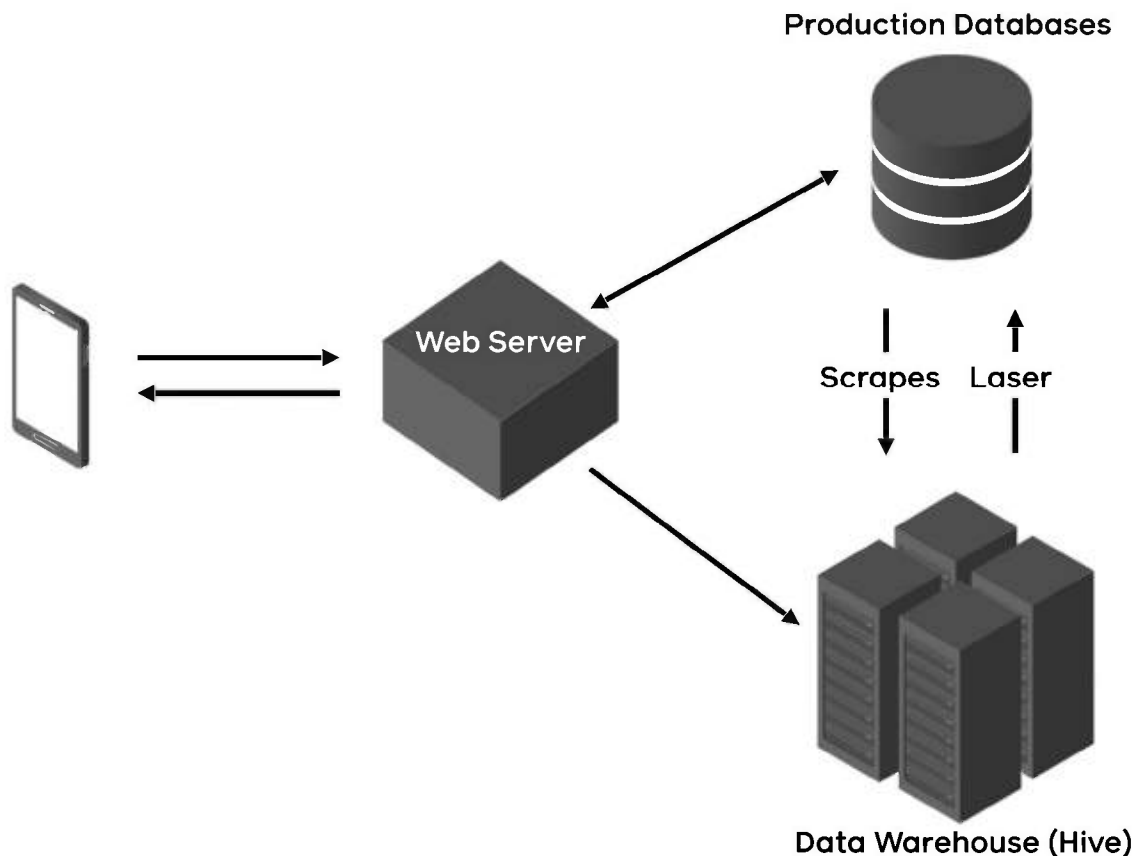 Production Databases
Web Server
Scrapes Laser
Data Warehouse (Hive)